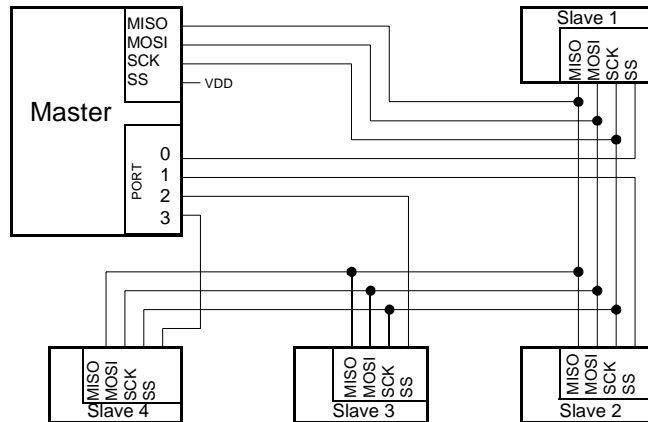 MISO
MOSI
SCK
SS
VDD
Master
PORT
0
1
2
3
Slave 1
MISO
MOSI
SCK
SS
MISO
MOSI
SCK
SS
Slave 4
MISO
MOSI
SCK
SS
Slave 3
MISO
MOSI
SCK
SS
Slave 2